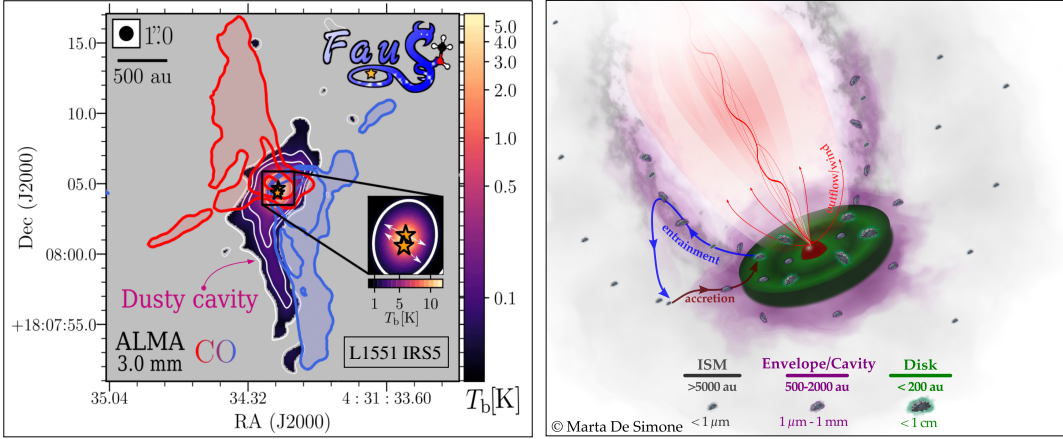 1".0
500 au
FauS
15.0
10.0
05.0
08:00.0
+18:07:55.0
Dec (J2000)
Dusty cavity
ALMA
3.0 mm
CO
1 5 10
Tb[K]
L1551 IRS5
35.04 34.32 4 : 31 : 33.60
RA (J2000)
5.0
4.0
3.0
2.0
1.0
0.5
0.1
Tb[K]
outflow/wind
entrainment
accretion
ISM
>5000 au
< 1 μm
Envelope/Cavity
500-2000 au
1 μm - 1 mm
Disk
< 200 au
< 1 cm
© Marta De Simone